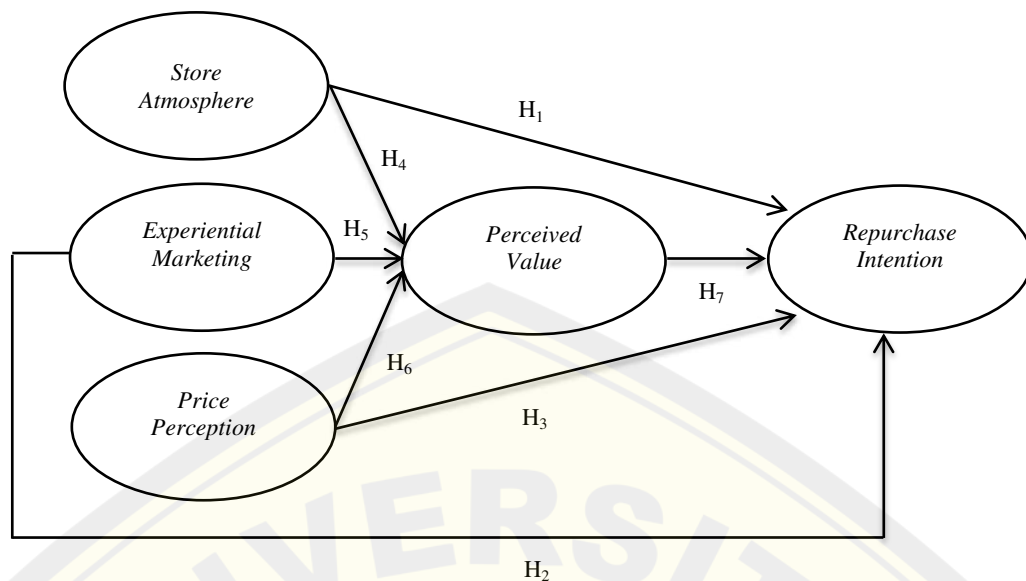 Store
Atmosphere
H1
H4
Experiential
Marketing
H5
Perceived
Value
Repurchase
Intention
H7
H6
Price
Perception
H3
H2